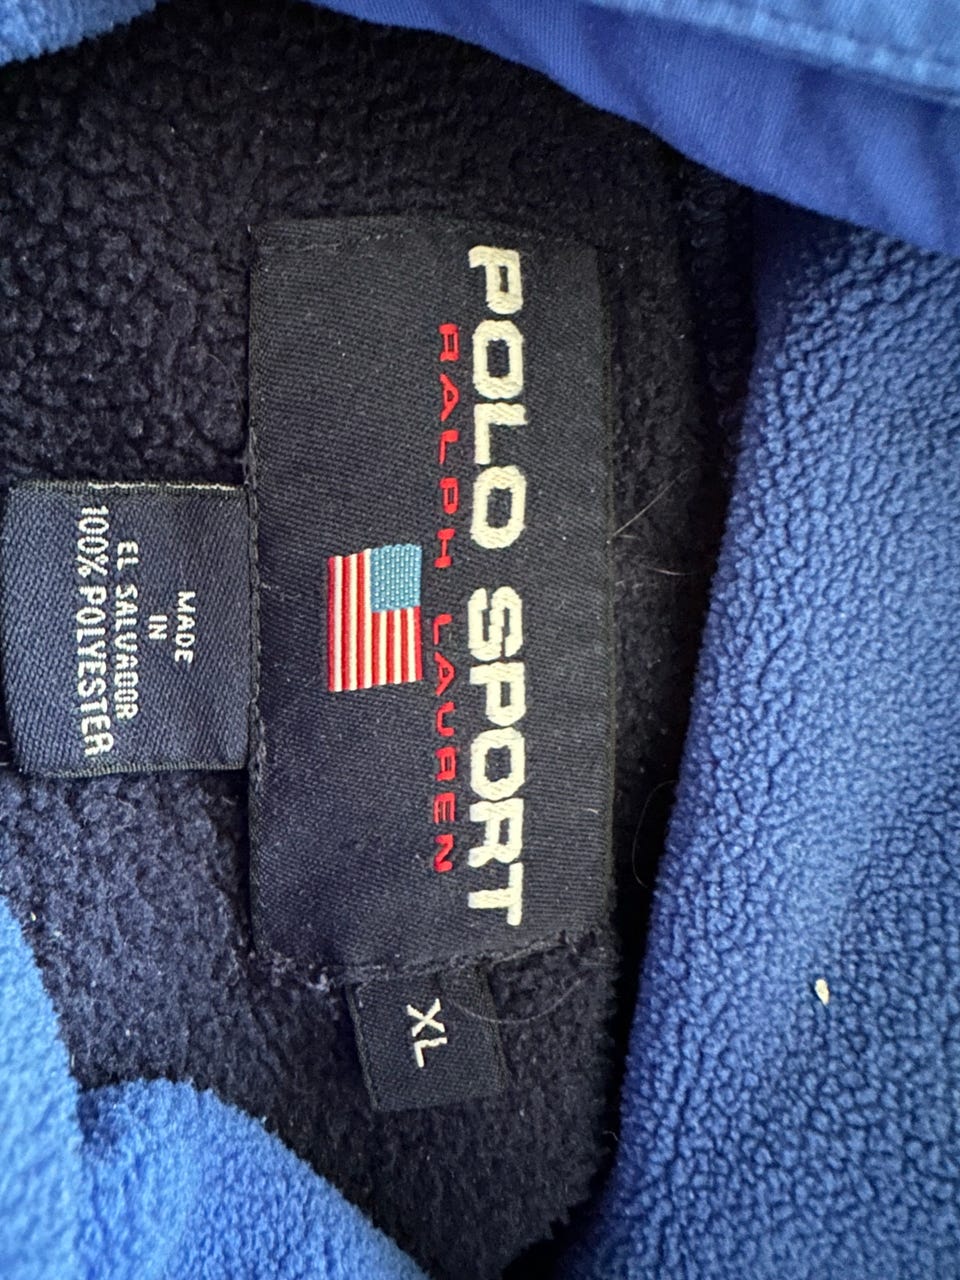 POLO SPORT
RALPH LAUREN
MADE
IN
EL SALVADOR
100% POLYESTER
XL